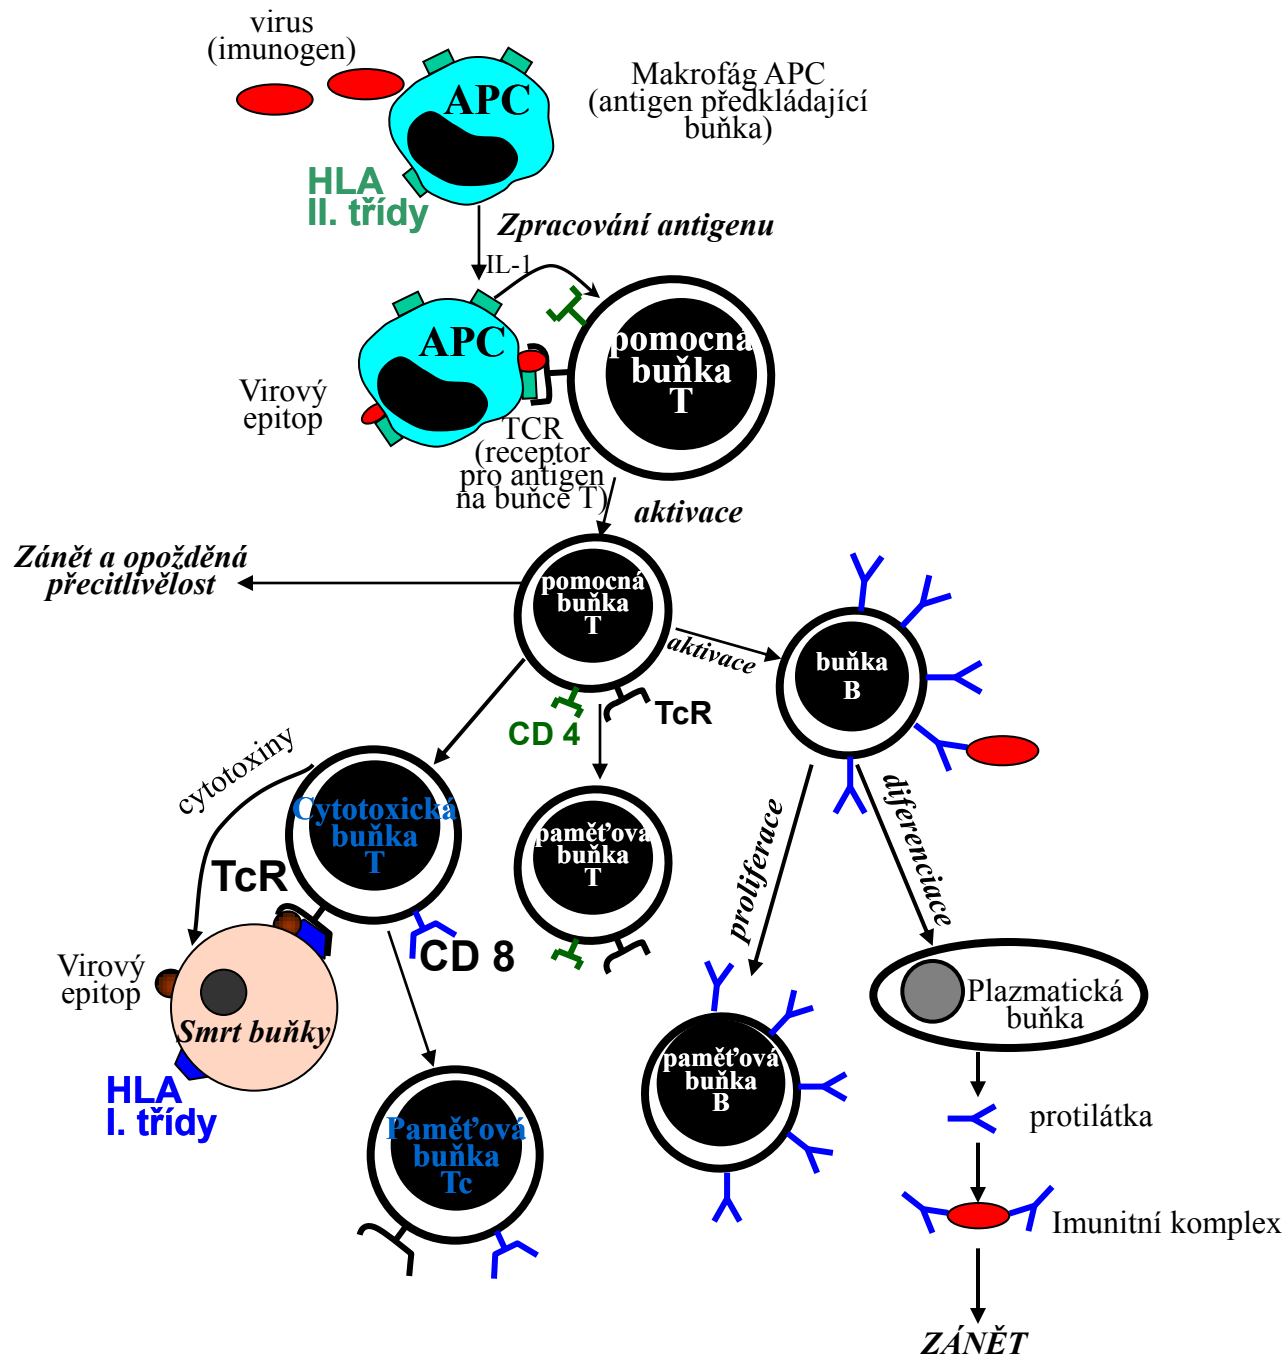 virus
(imunogen)
APC
Makrofág APC
(antigen předkládající
buňka)
HLA
II. třídy
Zpracování antigenu
IL-1
APC
pomocná
buňka
T
Virový
epitop
TCR
(receptor
pro antigen
na buňce T)
aktivace
Zánět a opožděná
přecitlivělost
pomocná
buňka
T
aktivace
buňka
B
CD 4
TcR
cytotoxiny
Cytotoxická
buňka
T
paměťová
buňka
T
proliferace
diferenciace
TcR
CD 8
Virový
epitop
Smrt buňky
HLA
I. třídy
Plazmatická
buňka
paměťová
buňka
B
protilátka
Paměťová
buňka
Tc
Imunitní komplex
ZÁNĚT